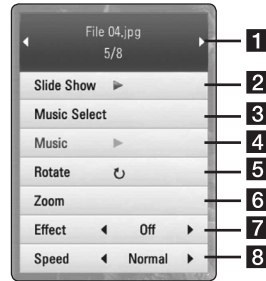 File 04.jpg 1
5/8
Slide Show 2
Music Select 3
Music 4
Rotate 5
Zoom 6
Effect Off 7
Speed Normal 8